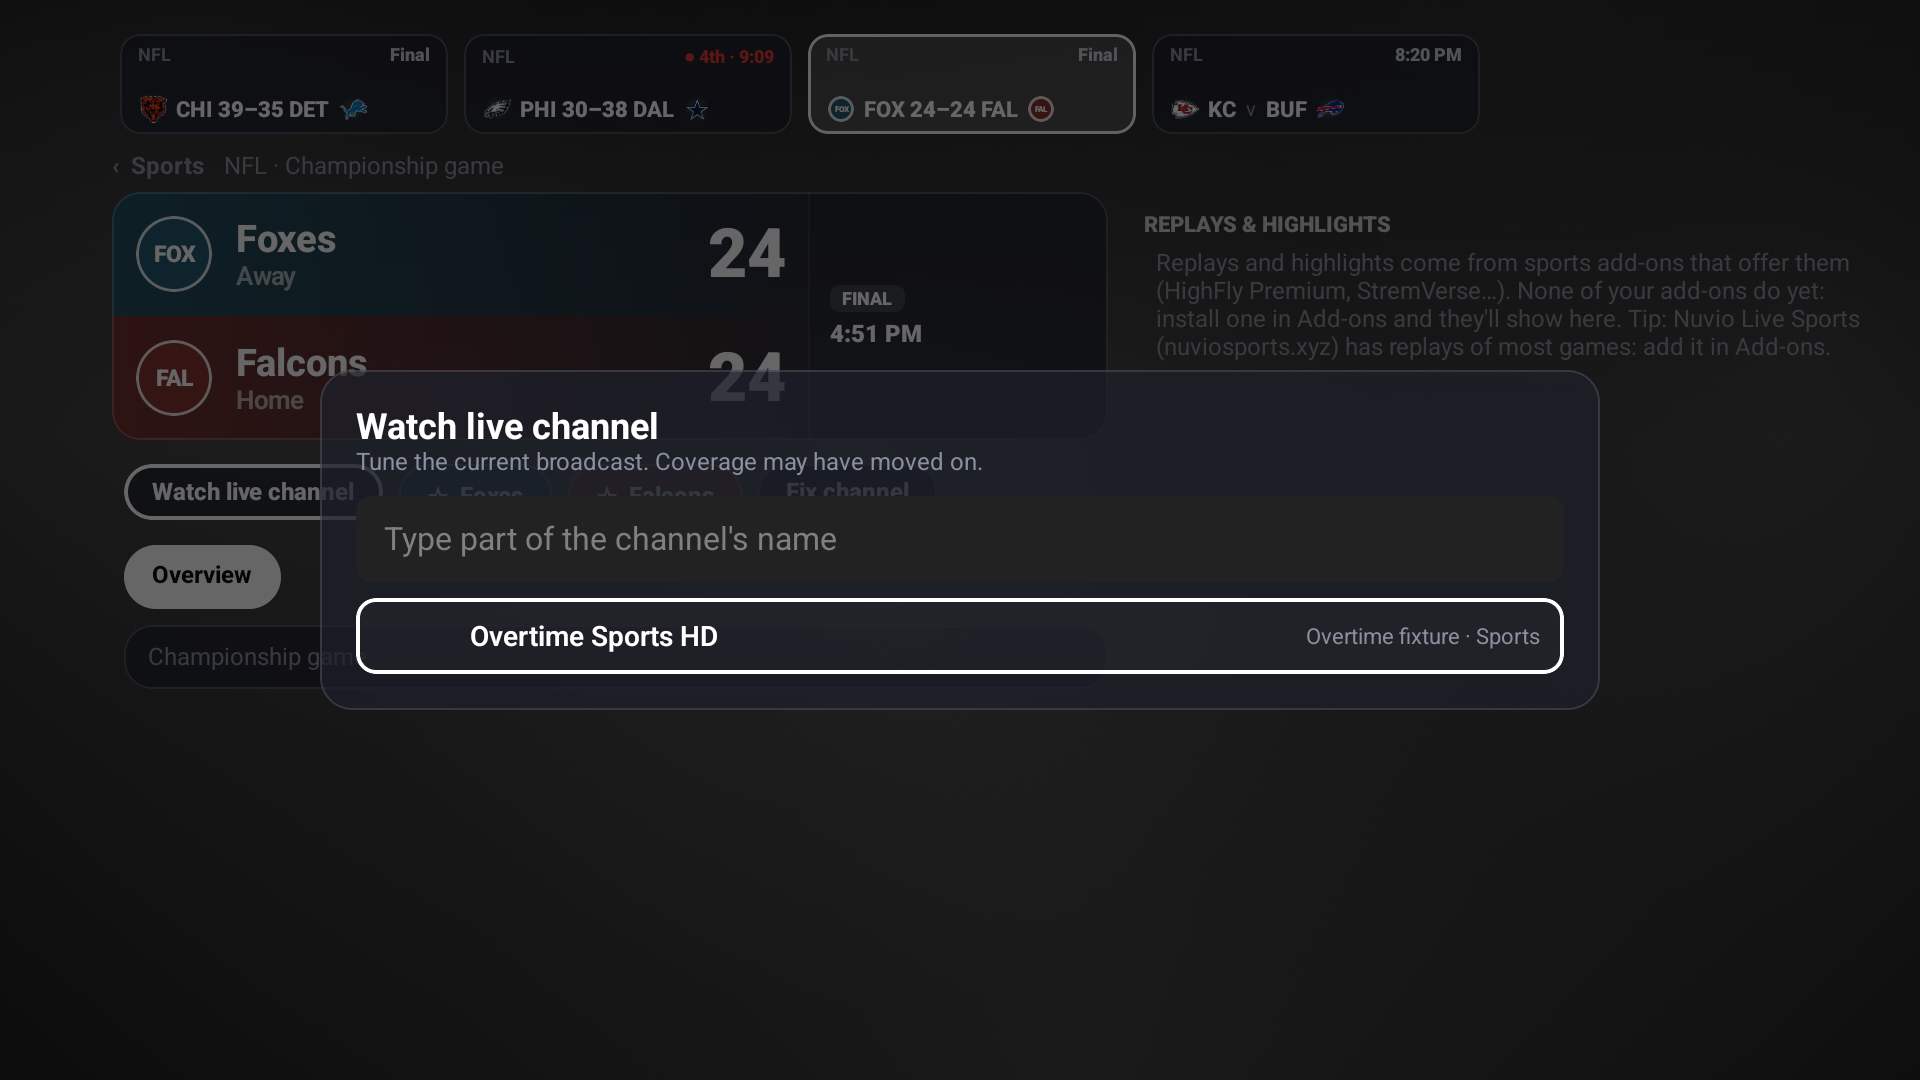 NFL Final
CHI 39–35 DET
NFL • 4th · 9:09
PHI 30–38 DAL
NFL Final
FOX FOX 24–24 FAL FAL
NFL 8:20 PM
KC v BUF
‹ Sports NFL · Championship game
FOX Foxes 24
Away
FINAL
4:51 PM
FAL Falcons 24
Home
REPLAYS & HIGHLIGHTS
Replays and highlights come from sports add-ons that offer them
(HighFly Premium, StremVerse...). None of your add-ons do yet:
install one in Add-ons and they'll show here. Tip: Nuvio Live Sports
(nuviosports.xyz) has replays of most games: add it in Add-ons.
Watch live channel
Tune the current broadcast. Coverage may have moved on.
Watch live channel ☆ Foxes ☆ Falcons Fix channel
Type part of the channel's name
Overview
Overtime Sports HD Overtime fixture · Sports
Championship game